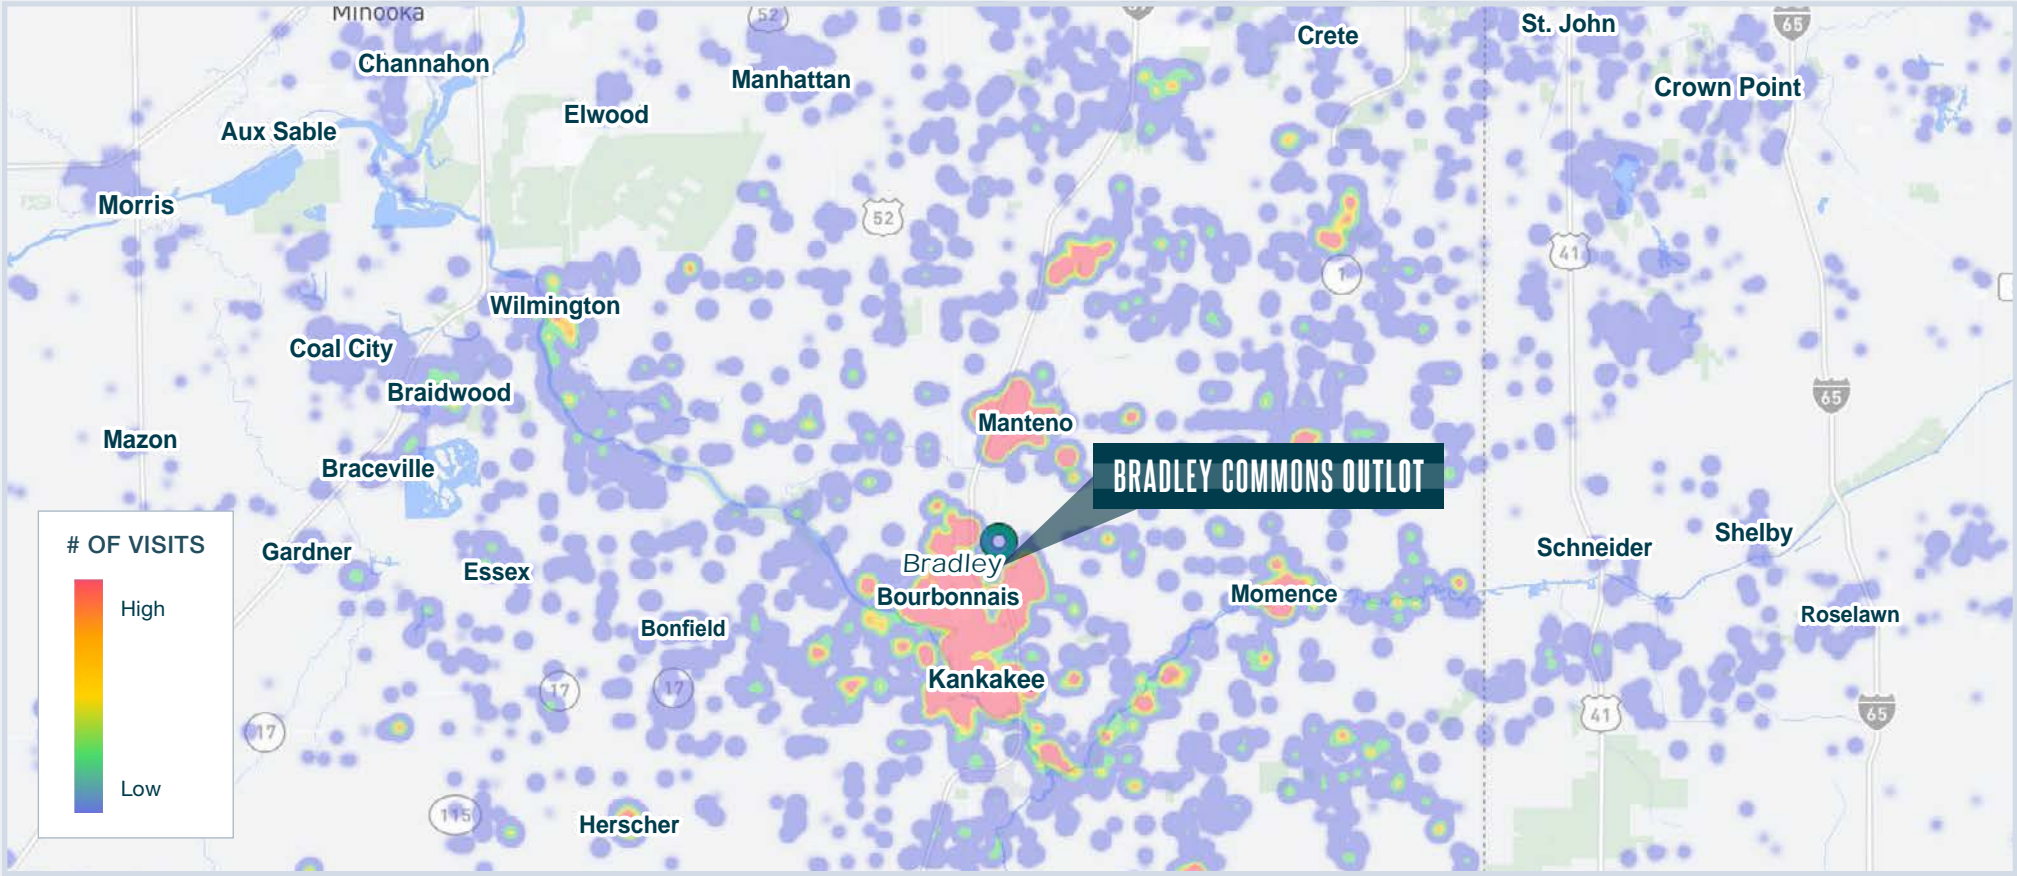 Minooka
52
57
Crete
St. John
65
Channahon
Manhattan
Crown Point
Elwood
Aux Sable
Morris
52
41
1
Wilmington
Coal City
Braidwood
65
Manteno
Mazon
Braceville
BRADLEY COMMONS OUTLOT
# OF VISITS
High
Low
Gardner
Essex
Bradley
Bourbonnais
Momence
Schneider
Shelby
Roselawn
Bonfield
Kankakee
17
17
17
41
65
115
Herscher